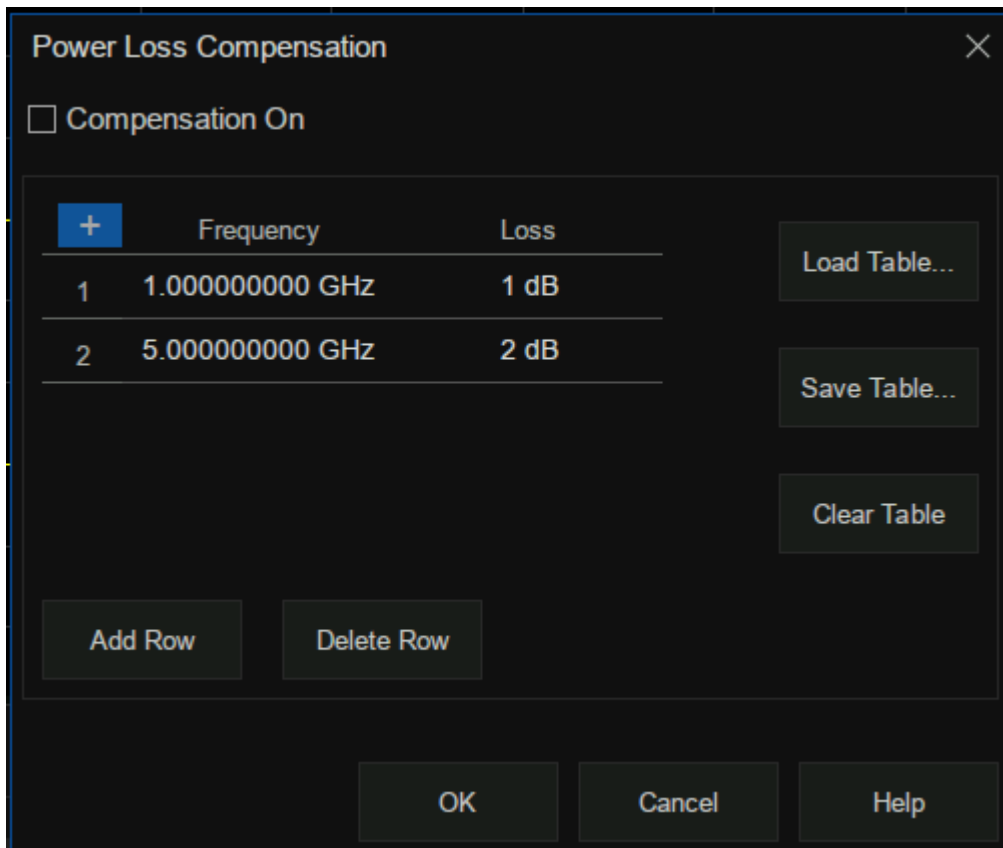 Power Loss Compensation
Compensation On
+ Frequency Loss
1 1.000000000 GHz 1 dB
2 5.000000000 GHz 2 dB
Load Table...
Save Table...
Clear Table
Add Row Delete Row
OK Cancel Help